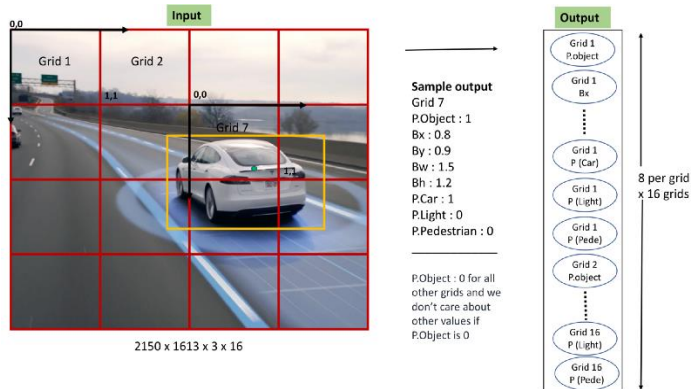 Input
0,0
Grid 1
Grid 2
1,1
0,0
Grid 7
1,1
2150 x 1613 x 3 x 16
Sample output
Grid 7
P.Object : 1
Bx : 0.8
By : 0.9
Bw : 1.5
Bh : 1.2
P.Car : 1
P.Light : 0
P.Pedestrian : 0
P.Object : 0 for all
other grids and we
don't care about
other values if
P.Object is 0
Output
Grid 1
P.object
Grid 1
Bx
Grid 1
P (Car)
Grid 1
P (Light)
Grid 1
P (Pede)
Grid 2
P.object
Grid 16
P (Light)
Grid 16
P (Pede)
8 per grid
x 16 grids